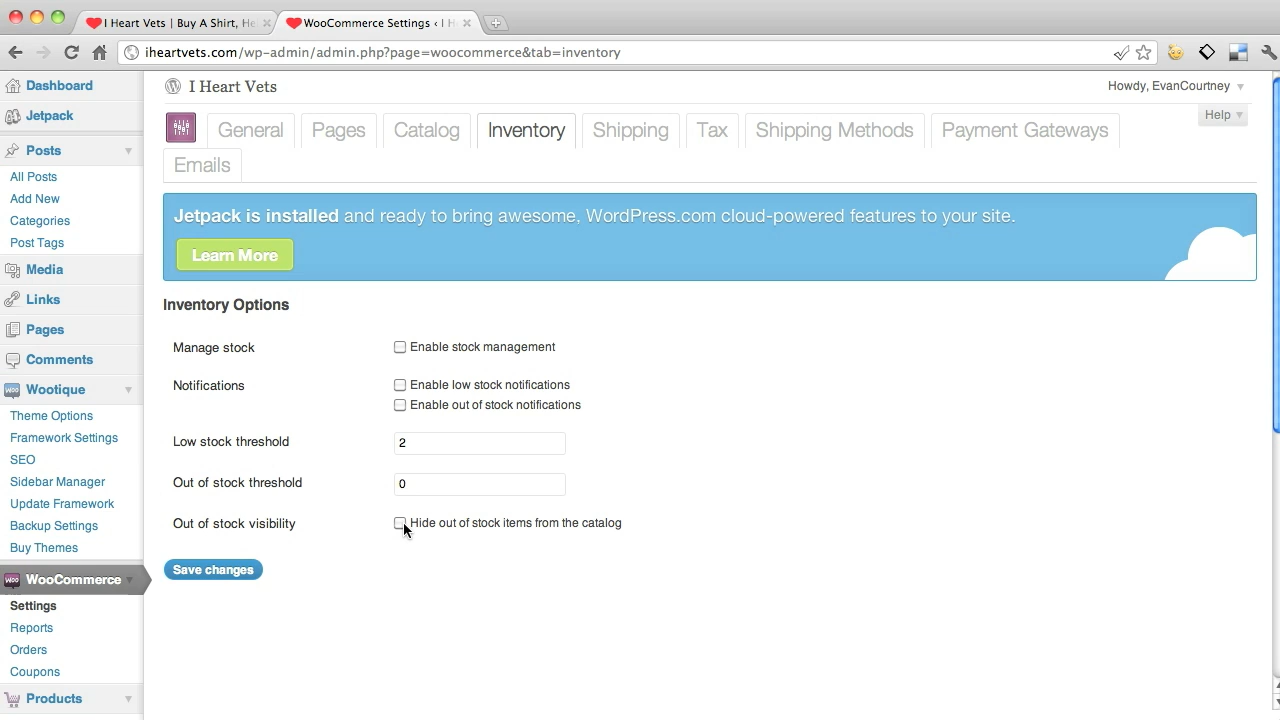 I Heart Vets | Buy A Shirt, He
WooCommerce Settings ‹ I H
iheartvets.com/wp-admin/admin.php?page=woocommerce&tab=inventory
Dashboard
Jetpack
Posts
All Posts
Add New
Categories
Post Tags
Media
Links
Pages
Comments
Wootique
Theme Options
Framework Settings
SEO
Sidebar Manager
Update Framework
Backup Settings
Buy Themes
WooCommerce
Settings
Reports
Orders
Coupons
Products
I Heart Vets
Howdy, EvanCourtney
Help
General Pages Catalog Inventory Shipping Tax Shipping Methods Payment Gateways
Emails
Jetpack is installed and ready to bring awesome, WordPress.com cloud-powered features to your site.
Learn More
Inventory Options
Manage stock Enable stock management
Notifications Enable low stock notifications
Enable out of stock notifications
Low stock threshold 2
Out of stock threshold 0
Out of stock visibility Hide out of stock items from the catalog
Save changes